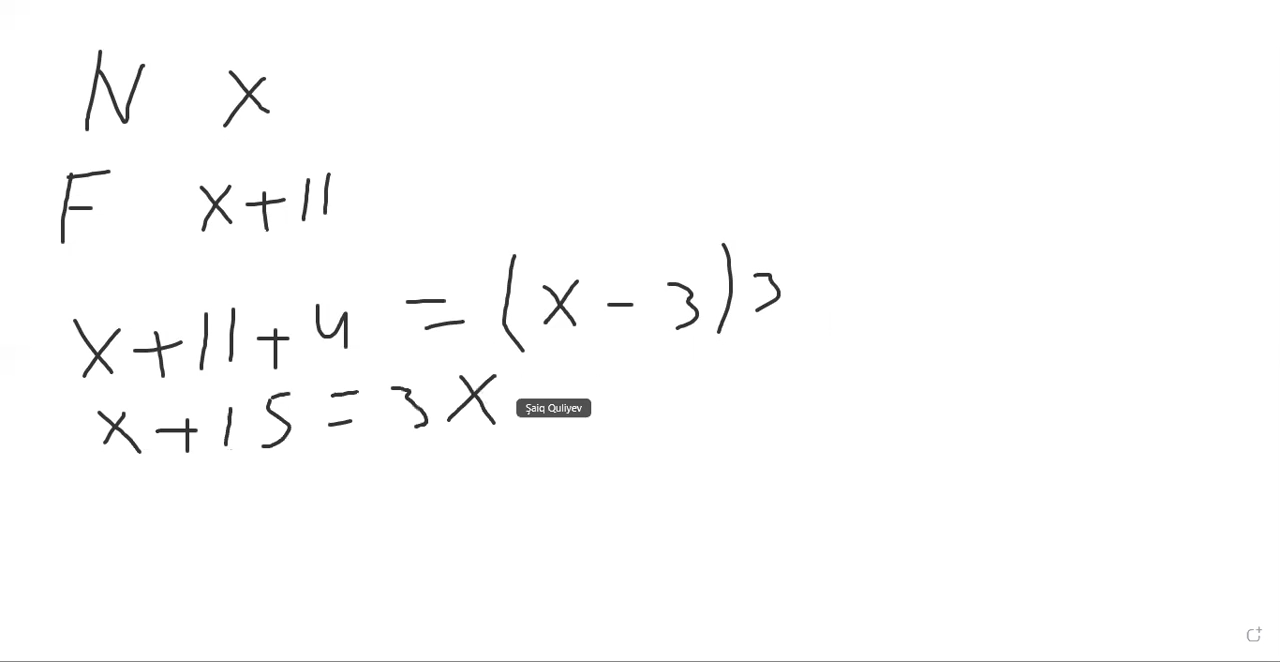 N x
F x+11
x+11+4 = (x-3)3
x+15=3x
Şaiq Quliyev